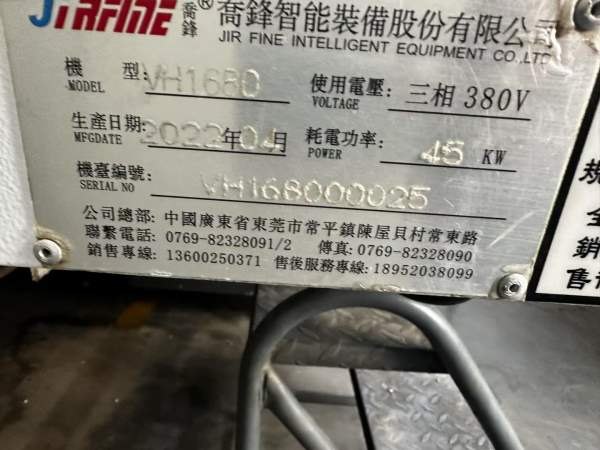 JIRFINE 喬鋒 ® 喬鋒智能裝備股份有限公司
JIR FINE INTELLIGENT EQUIPMENT CO.,LTD
機 型: VH1680 使用電壓: 三相 380V
MODEL VOLTAGE
生產日期: 2022年04月 耗電功率: 45 KW
MFGDATE POWER
機臺編號: VH168000025
SERIAL NO
公司總部: 中國廣東省東莞市常平鎮陳屋貝村常東路
聯繫電話: 0769-82328091/2 傳真: 0769-82328090
銷售專線: 13600250371 售後服務專線: 18952038099
規
全
銷
售